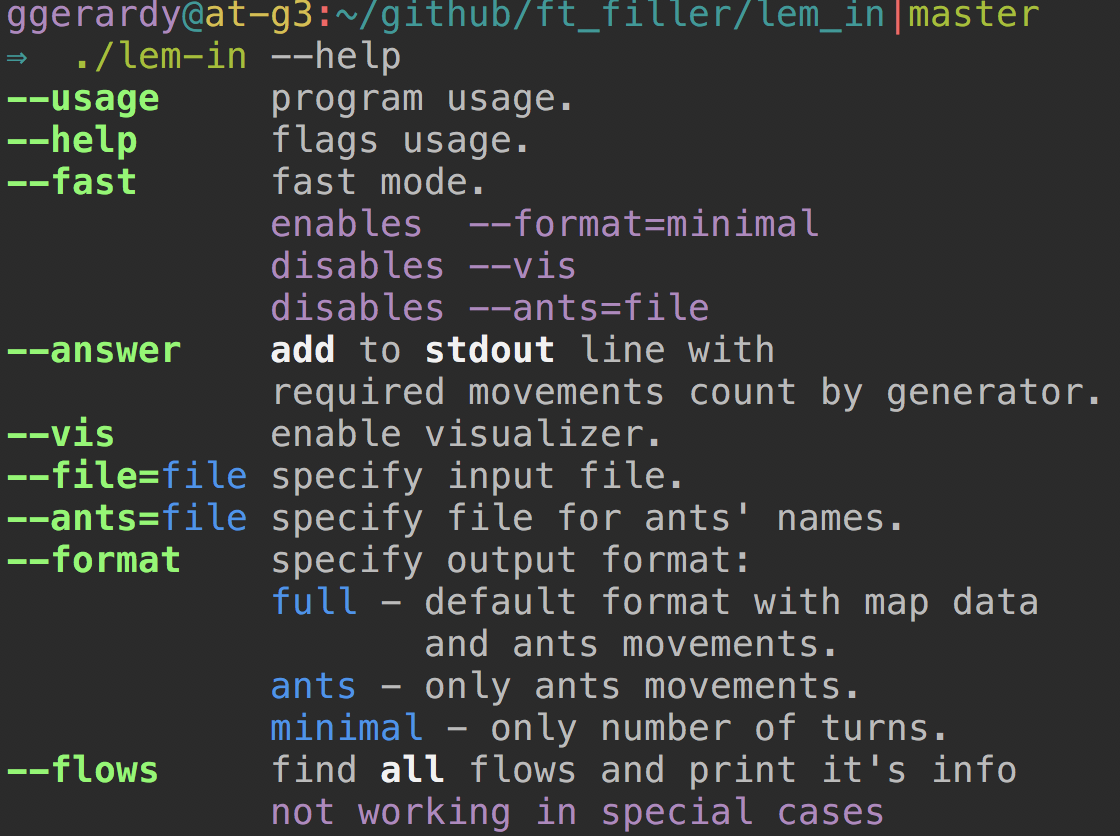 ggerardy@at-g3:~/github/ft_filler/lem_in|master
⇒  ./lem-in --help
--usage     program usage.
--help      flags usage.
--fast      fast mode.
            enables  --format=minimal
            disables --vis
            disables --ants=file
--answer    add to stdout line with
            required movements count by generator.
--vis       enable visualizer.
--file=file specify input file.
--ants=file specify file for ants' names.
--format    specify output format:
            full - default format with map data
                   and ants movements.
            ants - only ants movements.
            minimal - only number of turns.
--flows     find all flows and print it's info
            not working in special cases